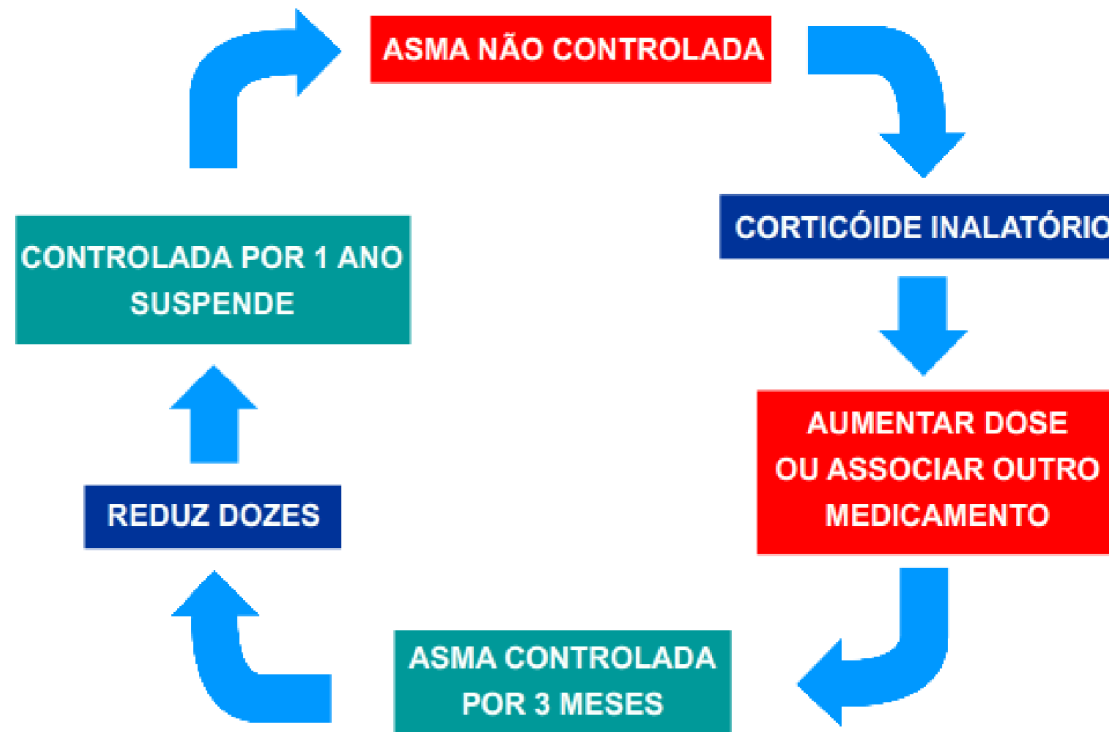 ASMA NÃO CONTROLADA
CORTICÓIDE INALATÓRIO
AUMENTAR DOSE
OU ASSOCIAR OUTRO
MEDICAMENTO
ASMA CONTROLADA
POR 3 MESES
REDUZ DOZES
CONTROLADA POR 1 ANO
SUSPENDE